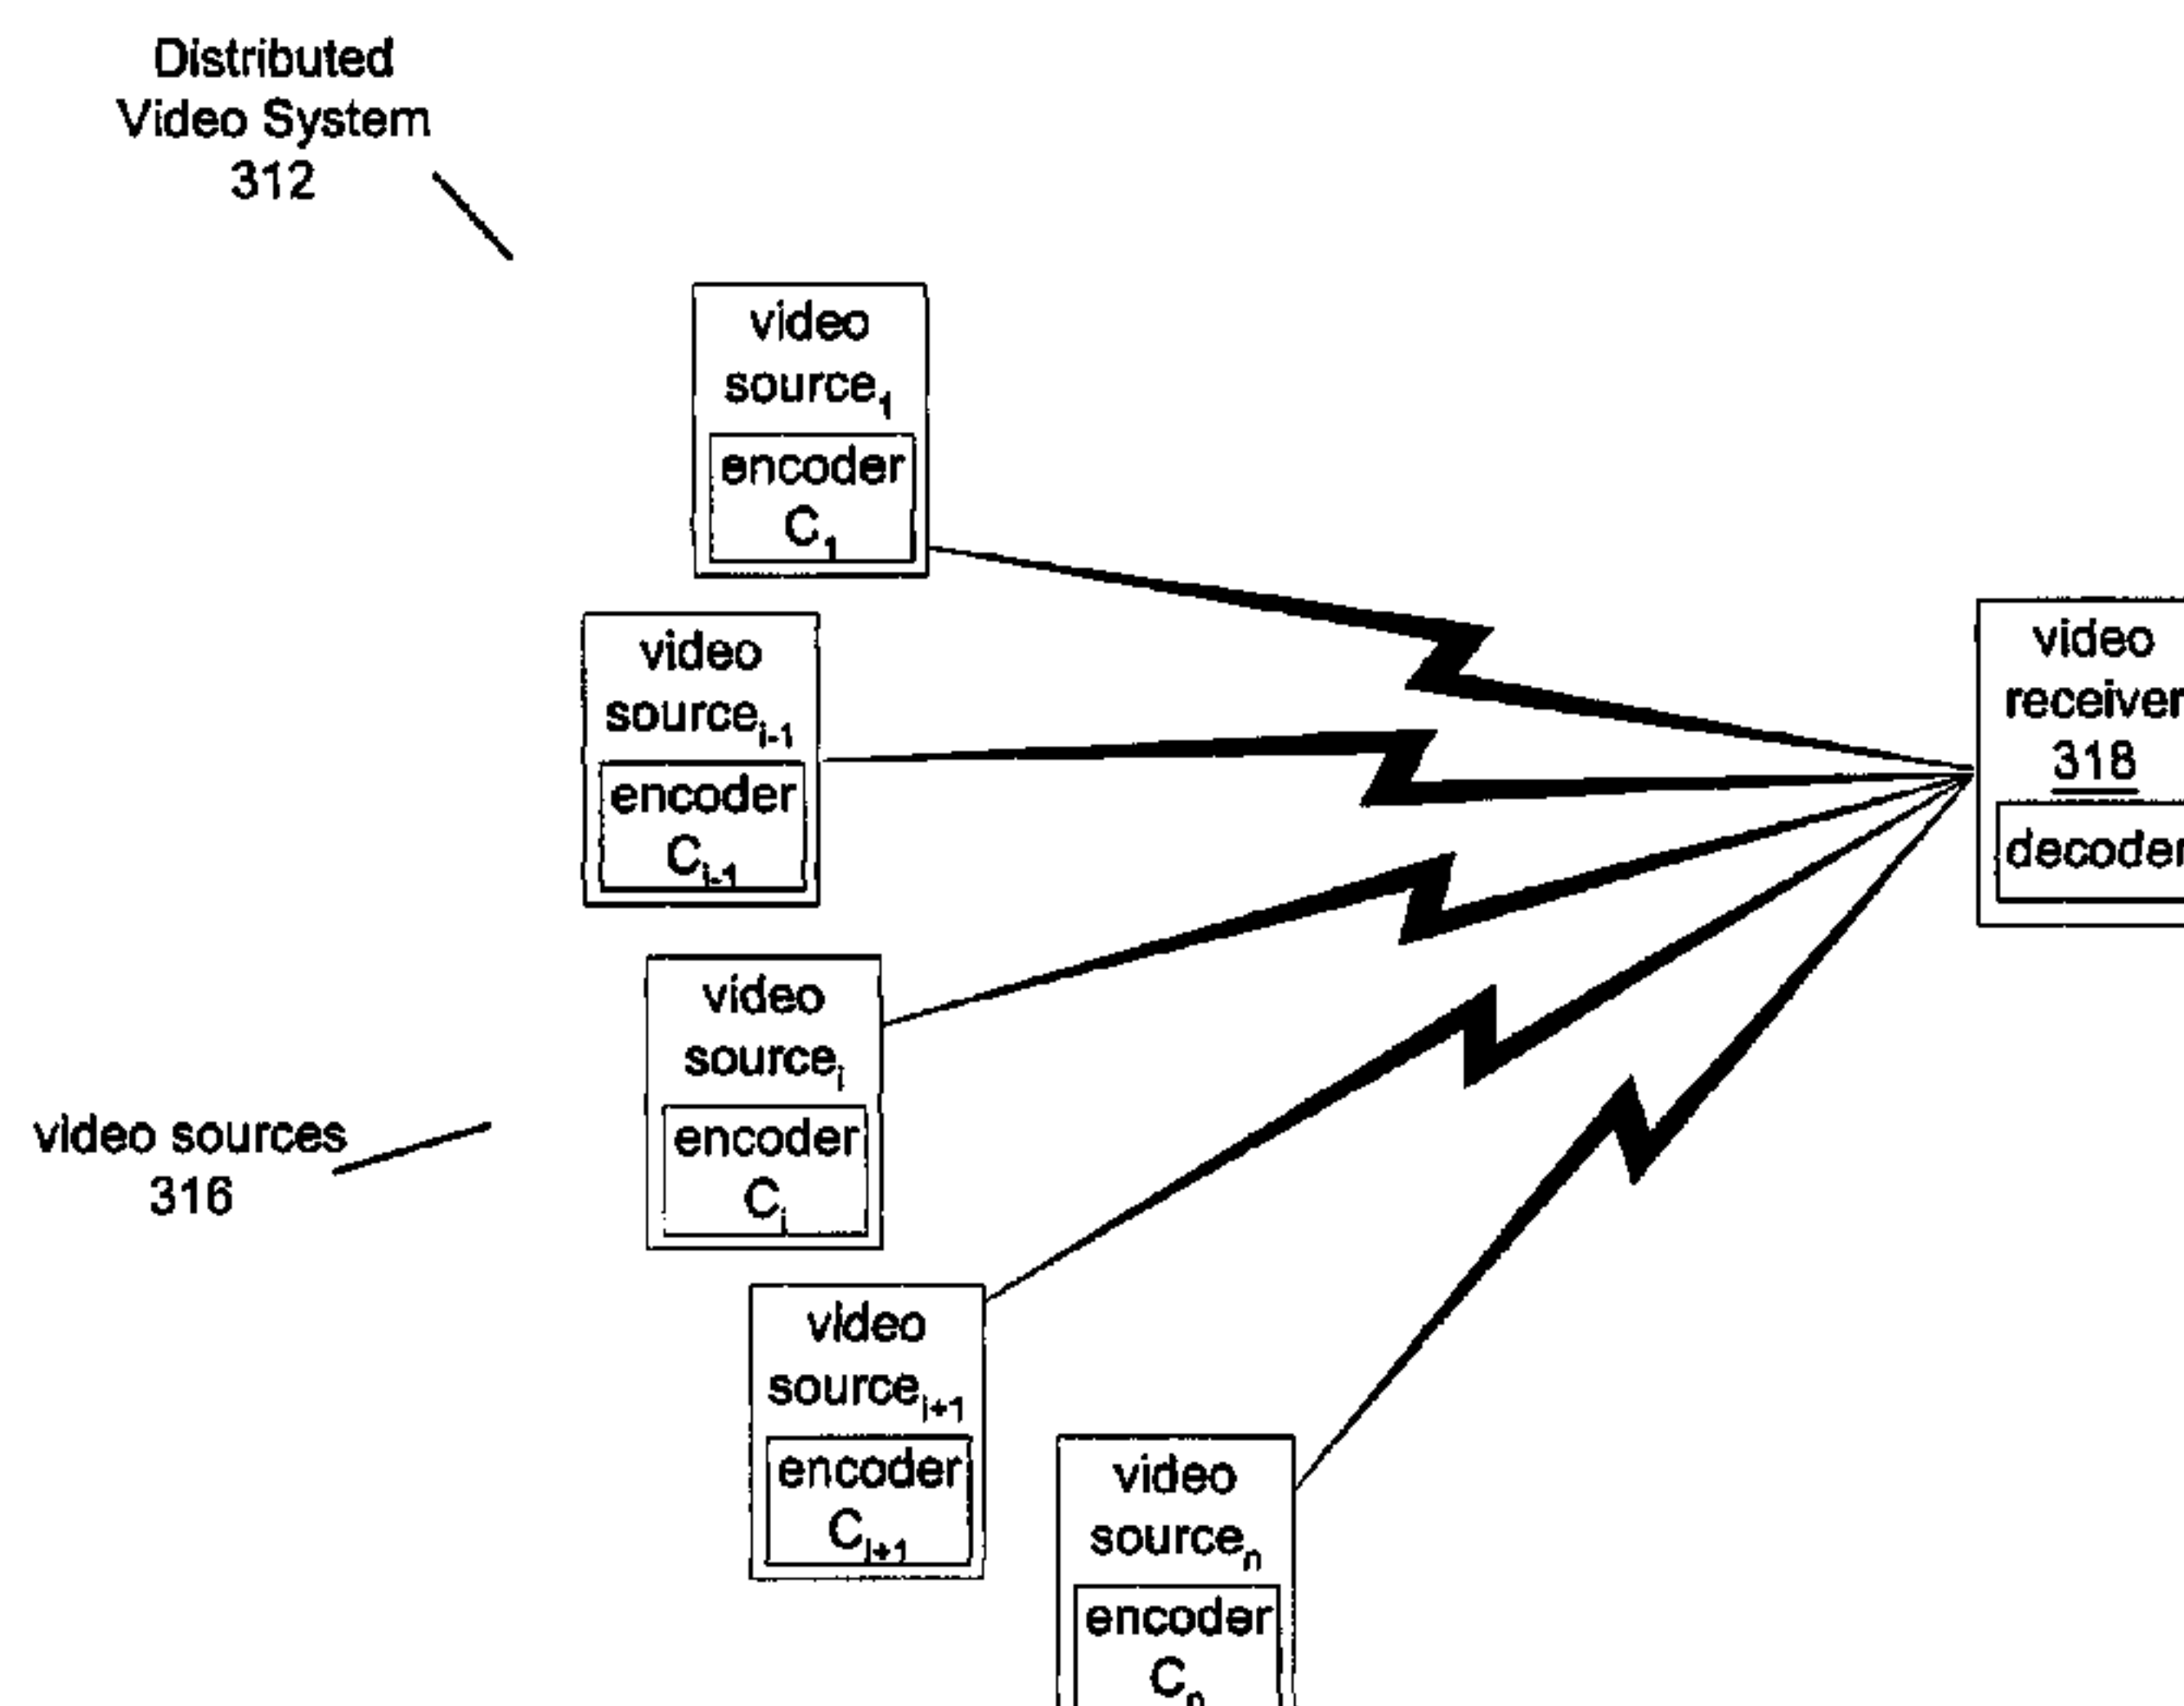 Distributed
Video System
312
video
source₁
encoder
C₁
video
sourceᵢ₋₁
encoder
Cᵢ₋₁
video
receiver
318
decoder
video
sourceᵢ
encoder
Cᵢ
video sources
316
video
sourceᵢ₊₁
encoder
Cᵢ₊₁
video
sourceₙ
encoder
Cₙ